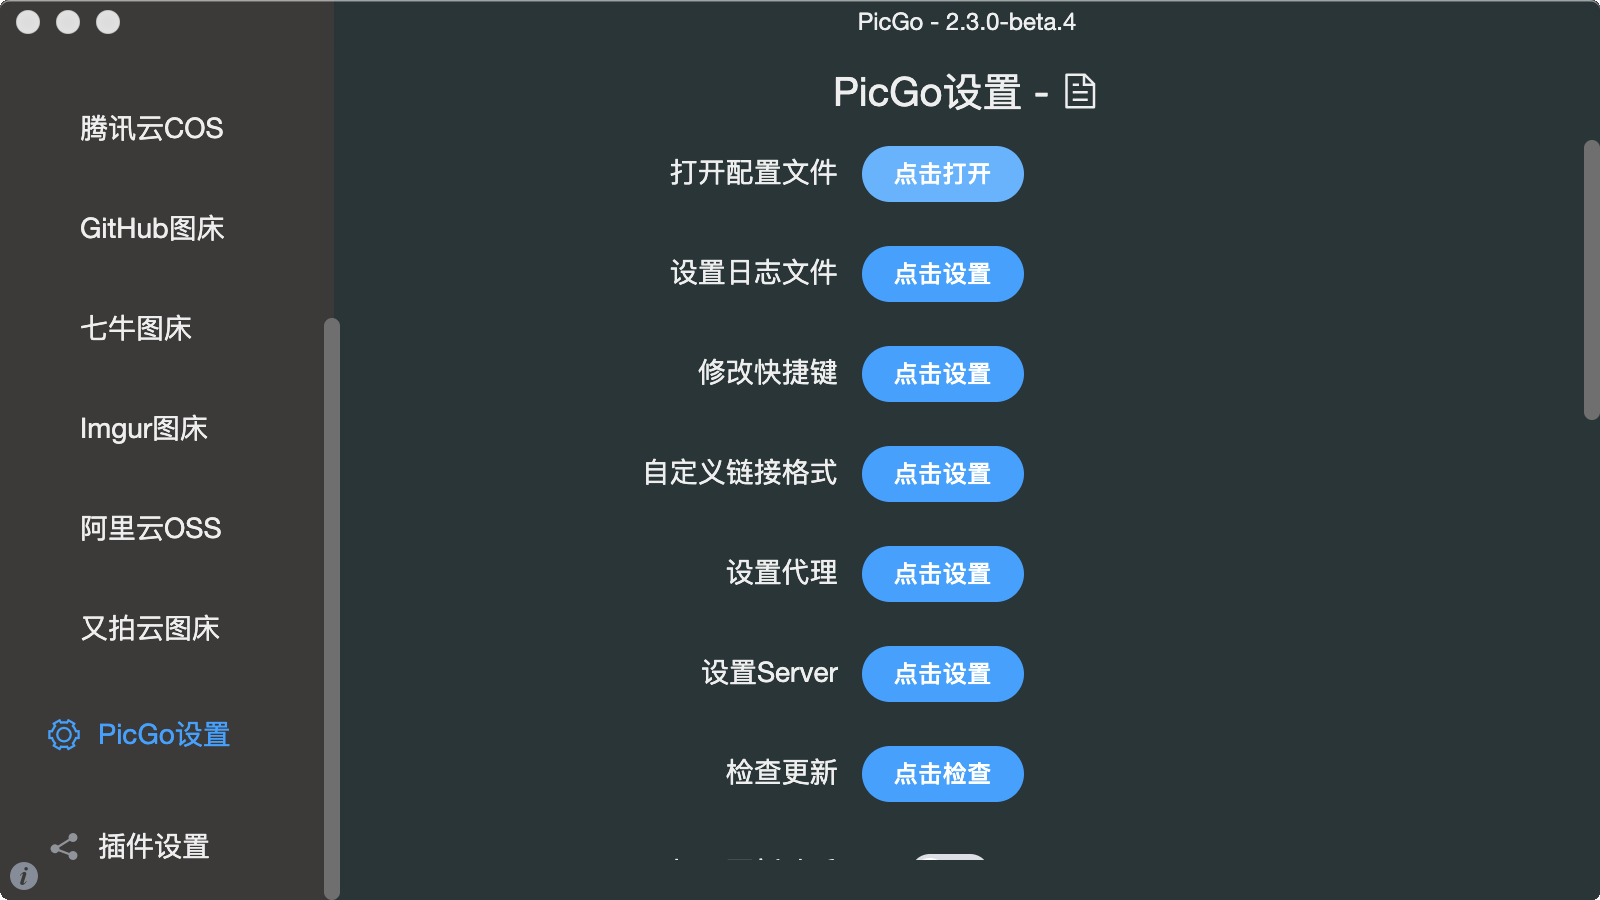 PicGo - 2.3.0-beta.4
腾讯云COS
GitHub图床
七牛图床
Imgur图床
阿里云OSS
又拍云图床
PicGo设置
插件设置
PicGo设置 -
打开配置文件 点击打开
设置日志文件 点击设置
修改快捷键 点击设置
自定义链接格式 点击设置
设置代理 点击设置
设置Server 点击设置
检查更新 点击检查